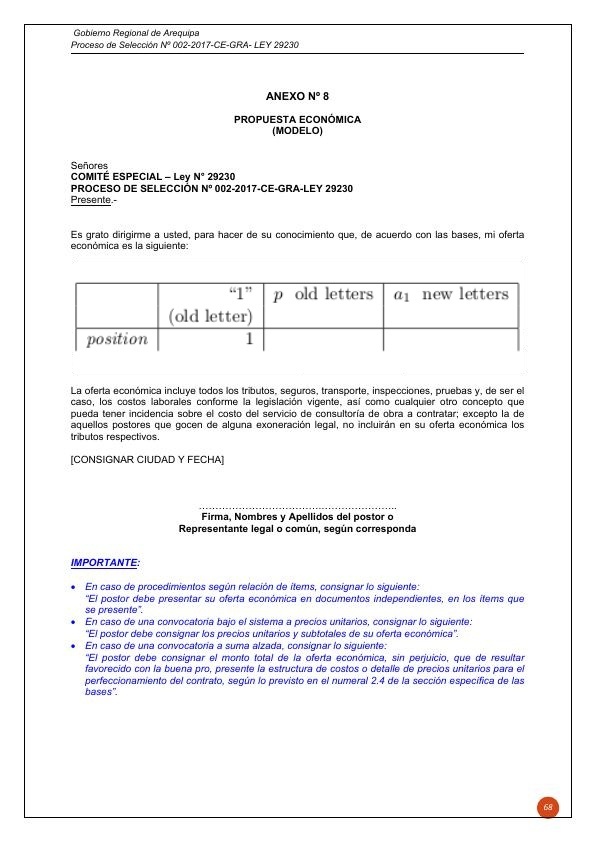 Gobierno Regional de Arequipa
Proceso de Selección Nº 002-2017-CE-GRA- LEY 29230
ANEXO Nº 8
PROPUESTA ECONÓMICA
(MODELO)
Señores
COMITÉ ESPECIAL – Ley N° 29230
PROCESO DE SELECCIÓN Nº 002-2017-CE-GRA-LEY 29230
Presente.-
Es grato dirigirme a usted, para hacer de su conocimiento que, de acuerdo con las bases, mi oferta
económica es la siguiente:
“1” p old letters a₁ new letters
(old letter)
position 1
La oferta económica incluye todos los tributos, seguros, transporte, inspecciones, pruebas y, de ser el
caso, los costos laborales conforme la legislación vigente, así como cualquier otro concepto que
pueda tener incidencia sobre el costo del servicio de consultoría de obra a contratar; excepto la de
aquellos postores que gocen de alguna exoneración legal, no incluirán en su oferta económica los
tributos respectivos.
[CONSIGNAR CIUDAD Y FECHA]
……………………………….…………………..
Firma, Nombres y Apellidos del postor o
Representante legal o común, según corresponda
IMPORTANTE:
• En caso de procedimientos según relación de ítems, consignar lo siguiente:
“El postor debe presentar su oferta económica en documentos independientes, en los ítems que
se presente”.
• En caso de una convocatoria bajo el sistema a precios unitarios, consignar lo siguiente:
“El postor debe consignar los precios unitarios y subtotales de su oferta económica”.
• En caso de una convocatoria a suma alzada, consignar lo siguiente:
“El postor debe consignar el monto total de la oferta económica, sin perjuicio, que de resultar
favorecido con la buena pro, presente la estructura de costos o detalle de precios unitarios para el
perfeccionamiento del contrato, según lo previsto en el numeral 2.4 de la sección específica de las
bases”.
68